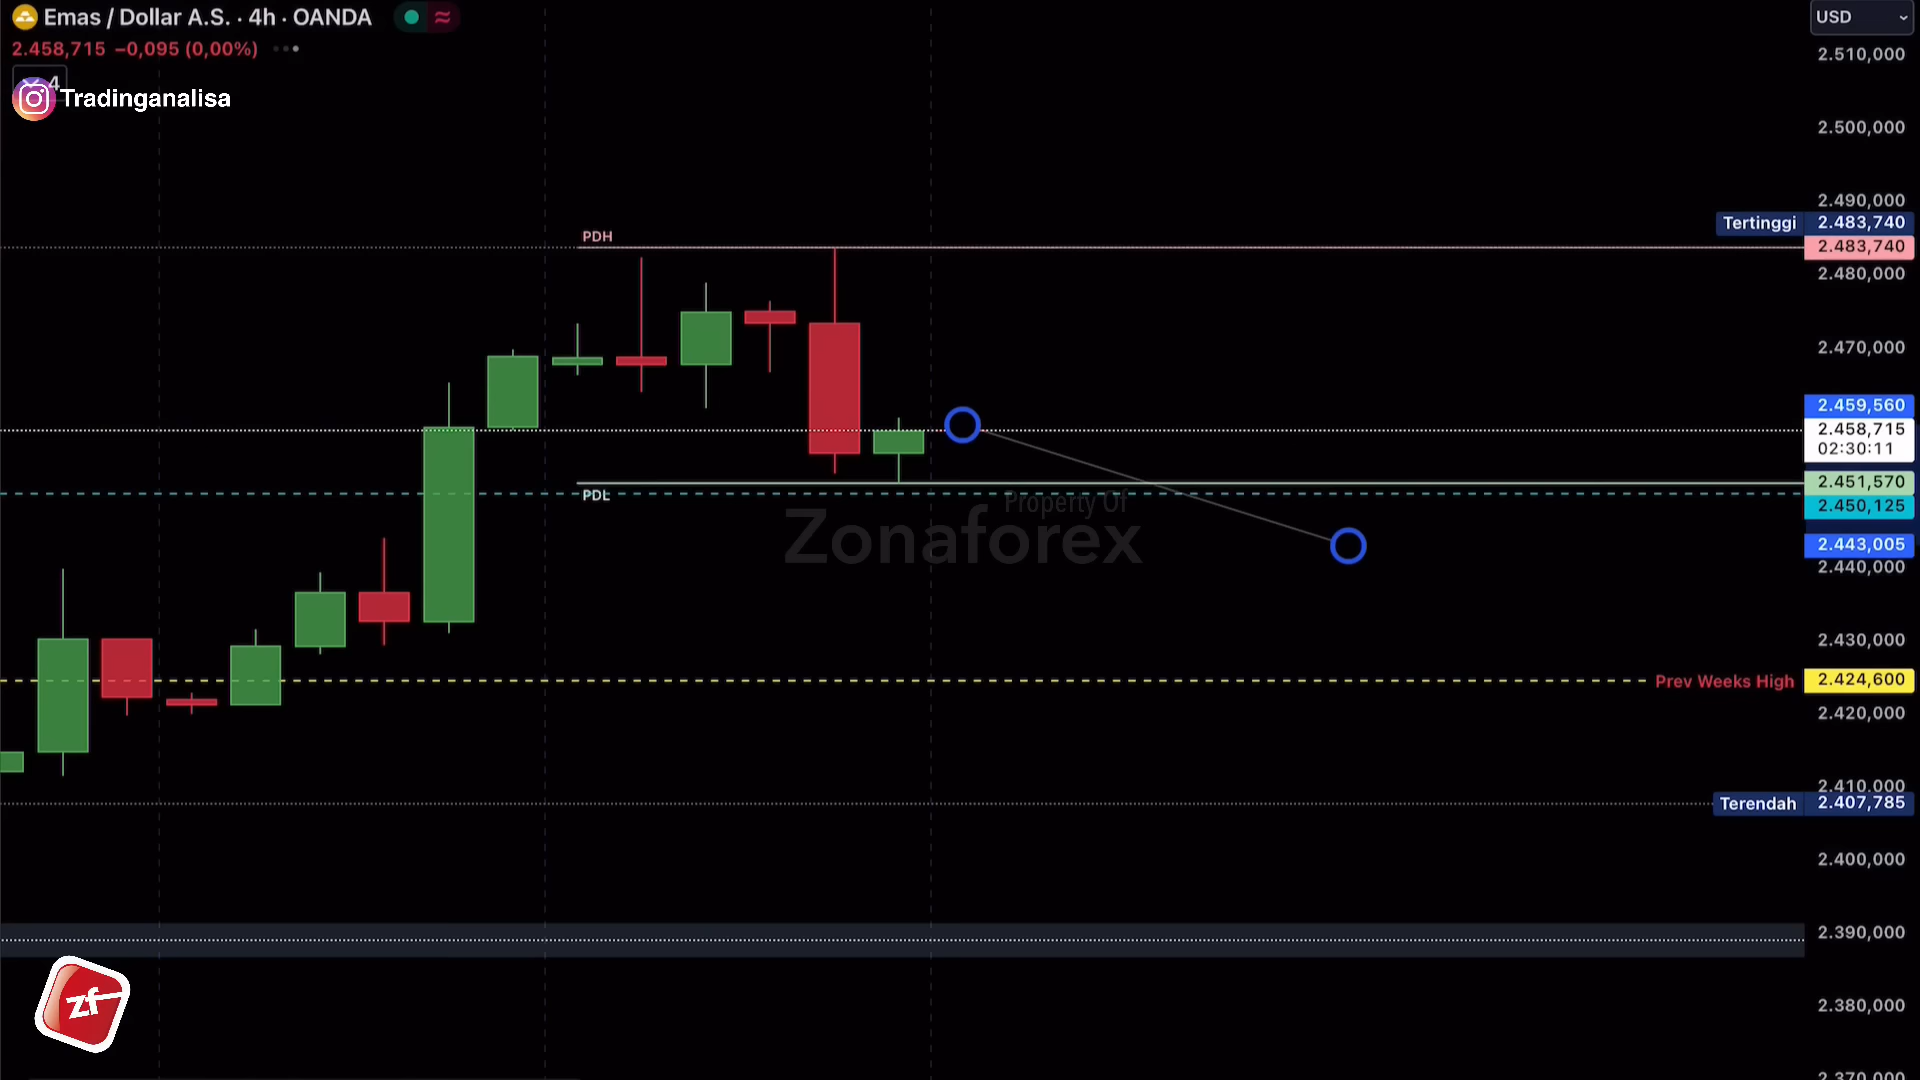 Emas / Dollar A.S. · 4h · OANDA
≈
USD
2.458,715 −0,095 (0,00%)
4
Tradinganalisa
2.510,000
2.500,000
2.490,000
Tertinggi 2.483,740
PDH
2.483,740
2.480,000
2.470,000
2.459,560
2.458,715
02:30:11
2.451,570
PDL
2.450,125
Property Of
Zonaforex
2.443,005
2.440,000
2.430,000
Prev Weeks High 2.424,600
2.420,000
2.410,000
Terendah 2.407,785
2.400,000
2.390,000
zf
2.380,000
2.370,000